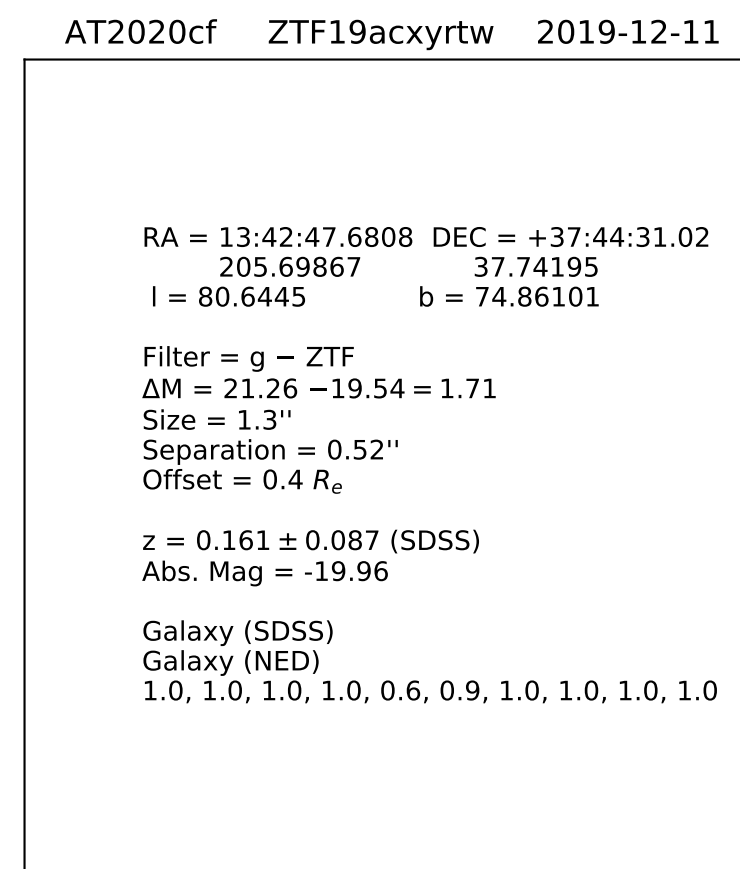 AT2020cf ZTF19acxyrtw 2019-12-11
RA = 13:42:47.6808 DEC = +37:44:31.02
205.69867 37.74195
l = 80.6445 b = 74.86101
Filter = g − ZTF
ΔM = 21.26 −19.54 = 1.71
Size = 1.3''
Separation = 0.52''
Offset = 0.4 Re
z = 0.161 ± 0.087 (SDSS)
Abs. Mag = -19.96
Galaxy (SDSS)
Galaxy (NED)
1.0, 1.0, 1.0, 1.0, 0.6, 0.9, 1.0, 1.0, 1.0, 1.0